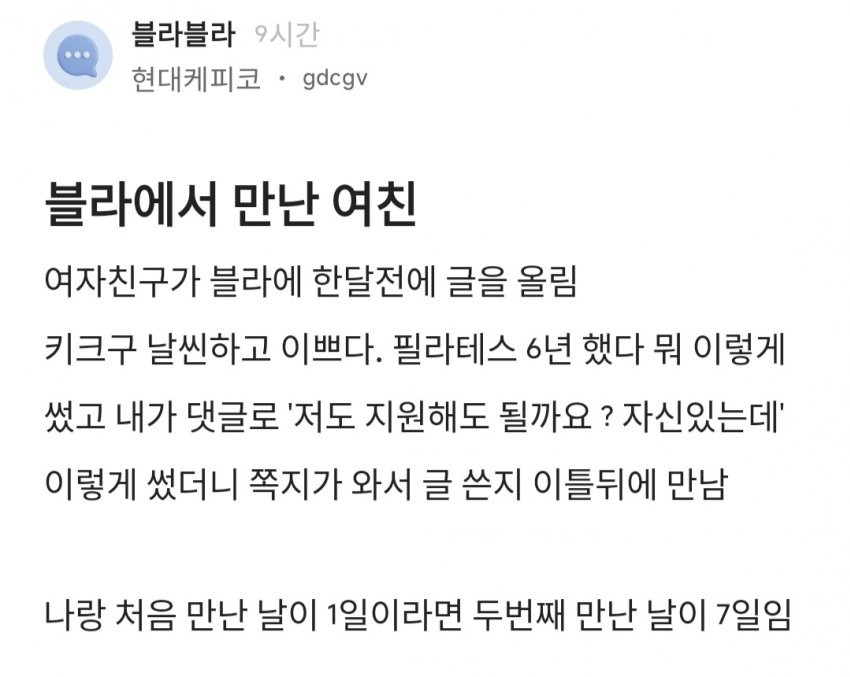 블라블라 9시간
현대케피코 · gdcgv
블라에서 만난 여친
여자친구가 블라에 한달전에 글을 올림
키크구 날씬하고 이쁘다. 필라테스 6년 했다 뭐 이렇게
썼고 내가 댓글로 '저도 지원해도 될까요 ? 자신있는데'
이렇게 썼더니 쪽지가 와서 글 쓴지 이틀뒤에 만남
나랑 처음 만난 날이 1일이라면 두번째 만난 날이 7일임